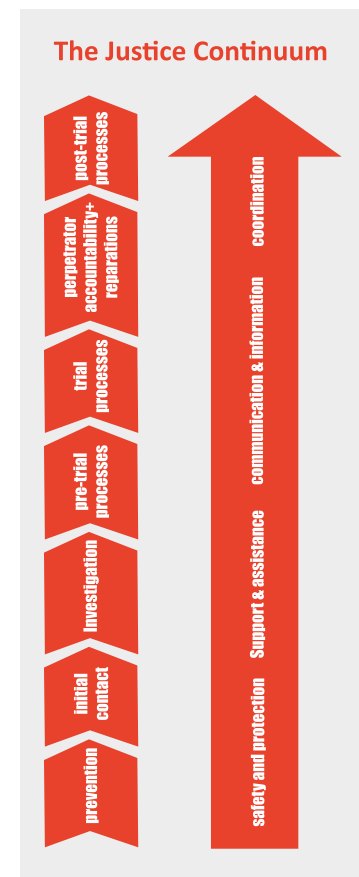 The Justice Continuum
post-trial
processes
perpetrator
accountability+
reparations
trial
processes
pre-trial
processes
Investigation
initial
contact
prevention
coordination
communication & information
Support & assistance
safety and protection